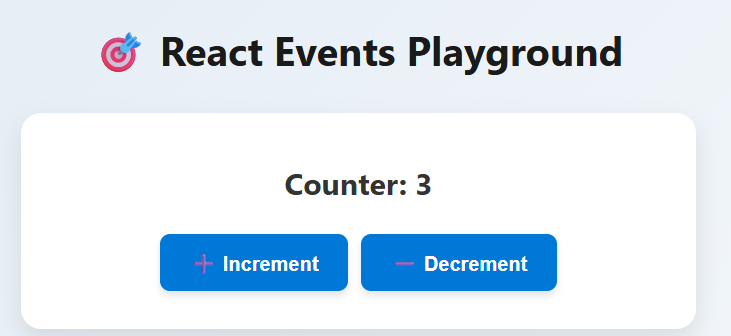 🎯 React Events Playground
Counter: 3
➕ Increment ➖ Decrement